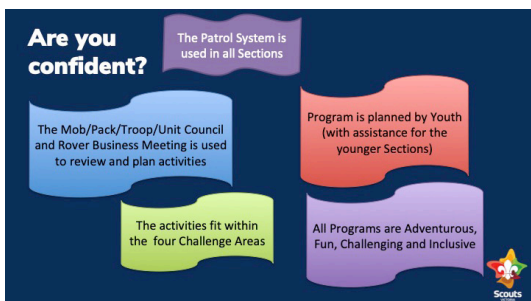 Are you
confident?
The Patrol System is
used in all Sections
The Mob/Pack/Troop/Unit Council
and Rover Business Meeting is used
to review and plan activities
Program is planned by Youth
(with assistance for the
younger Sections)
The activities fit within
the four Challenge Areas
All Programs are Adventurous,
Fun, Challenging and Inclusive
Scouts